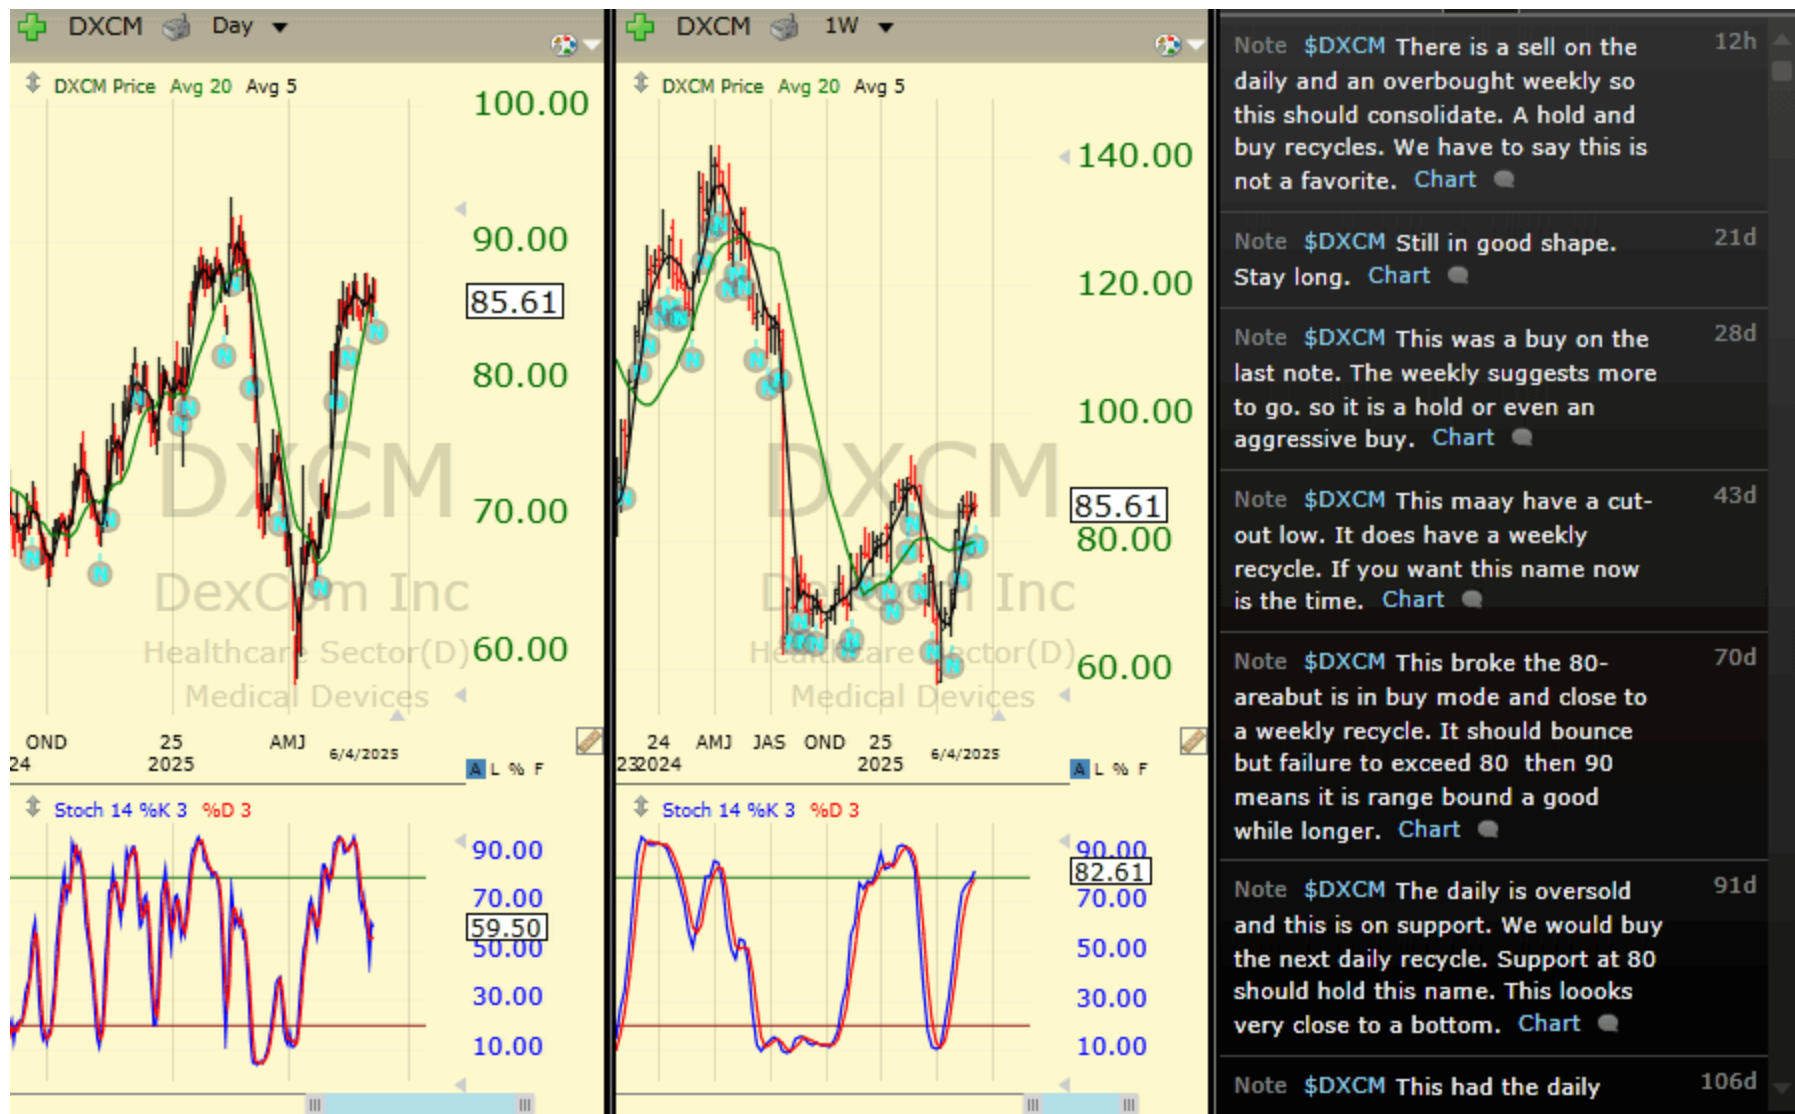 DXCM Day
DXCM Price Avg 20 Avg 5
100.00
90.00
85.61
80.00
70.00
60.00
DXCM
DexCom Inc
Healthcare Sector(D)
Medical Devices
OND 25 AMJ 6/4/2025
24 2025
A L % F
Stoch 14 %K 3 %D 3
90.00
70.00
59.50
50.00
30.00
10.00
DXCM 1W
DXCM Price Avg 20 Avg 5
140.00
120.00
100.00
85.61
80.00
60.00
DXCM
DexCom Inc
Healthcare Sector(D)
Medical Devices
24 AMJ JAS OND 25 6/4/2025
23 2024 2025
A L % F
Stoch 14 %K 3 %D 3
90.00
82.61
70.00
50.00
30.00
10.00
Note $DXCM There is a sell on the 12h
daily and an overbought weekly so
this should consolidate. A hold and
buy recycles. We have to say this is
not a favorite. Chart
Note $DXCM Still in good shape. 21d
Stay long. Chart
Note $DXCM This was a buy on the 28d
last note. The weekly suggests more
to go. so it is a hold or even an
aggressive buy. Chart
Note $DXCM This maay have a cut- 43d
out low. It does have a weekly
recycle. If you want this name now
is the time. Chart
Note $DXCM This broke the 80- 70d
areabut is in buy mode and close to
a weekly recycle. It should bounce
but failure to exceed 80 then 90
means it is range bound a good
while longer. Chart
Note $DXCM The daily is oversold 91d
and this is on support. We would buy
the next daily recycle. Support at 80
should hold this name. This loooks
very close to a bottom. Chart
Note $DXCM This had the daily 106d